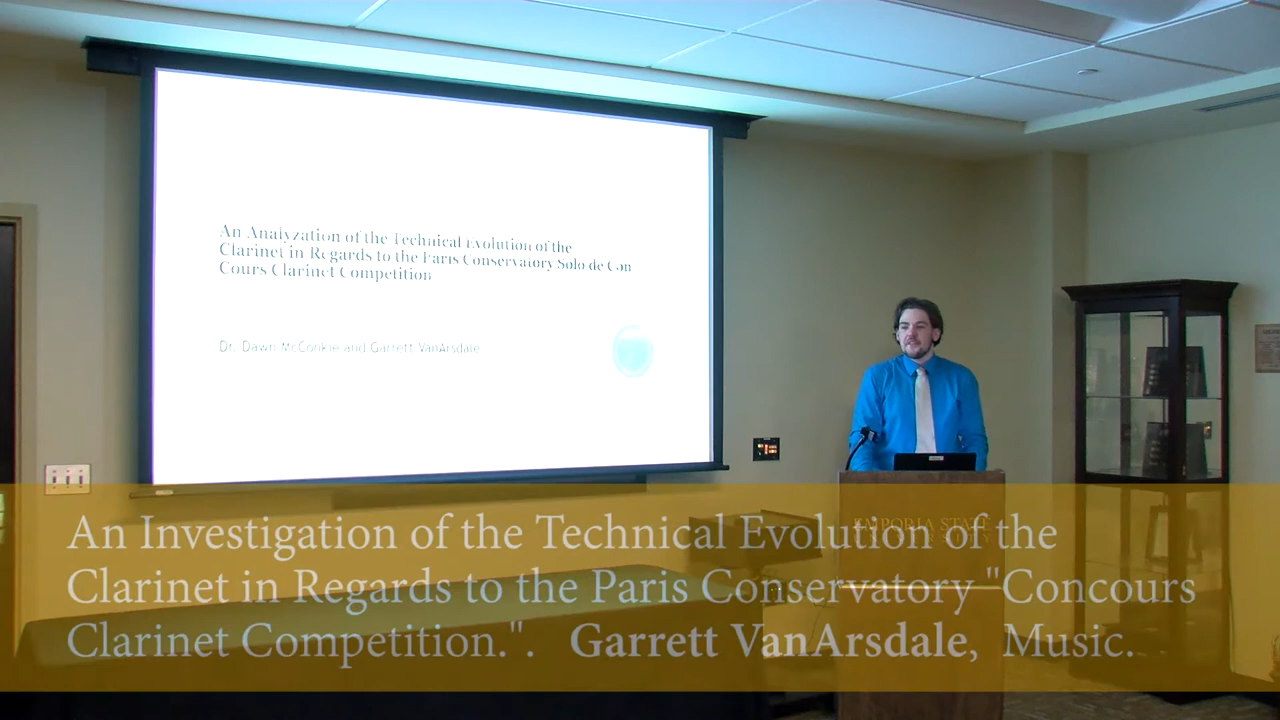 An Analyzation of the Technical Evolution of the
Clarinet in Regards to the Paris Conservatory Solo de Con
Cours Clarinet Competition
Dr. Dawn McConkie and Garrett VanArsdale
EMPORIA STATE
An Investigation of the Technical Evolution of the
Clarinet in Regards to the Paris Conservatory "Concours
Clarinet Competition.". Garrett VanArsdale, Music.